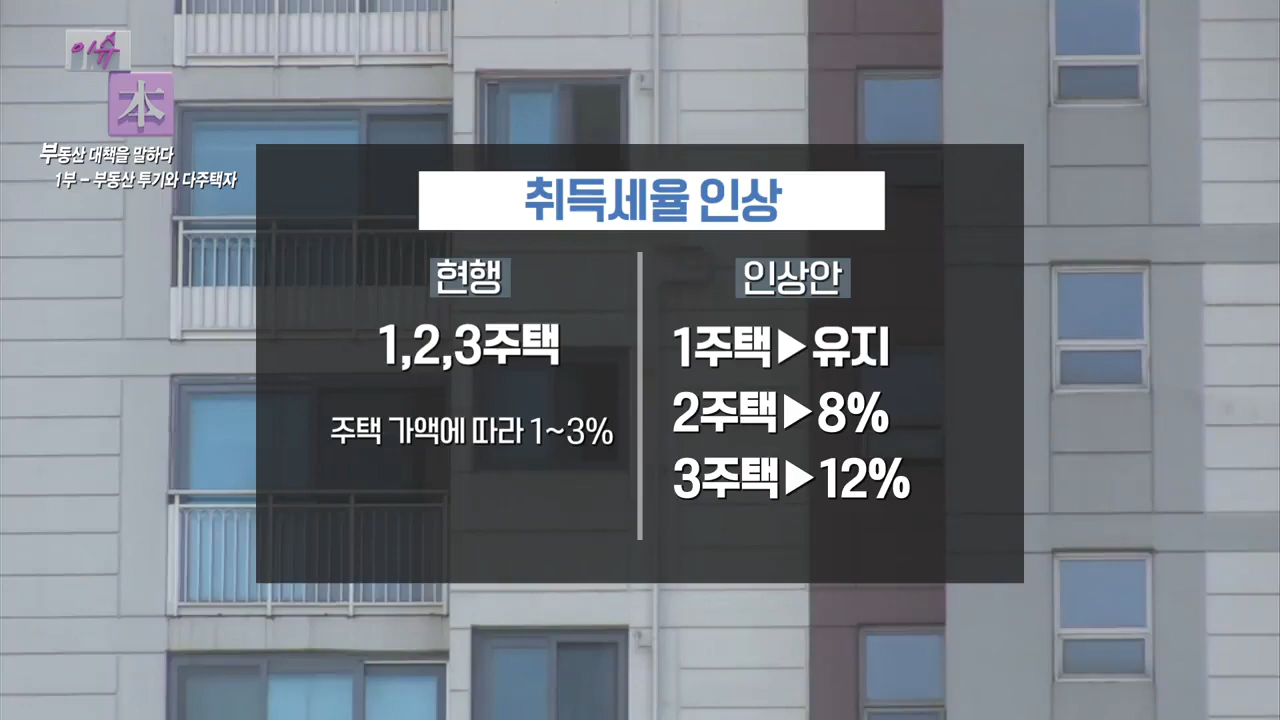 이슈
本
부동산 대책을 말하다
1부 - 부동산 투기와 다주택자
취득세율 인상
현행
1,2,3주택
주택 가액에 따라 1~3%
인상안
1주택▶유지
2주택▶8%
3주택▶12%